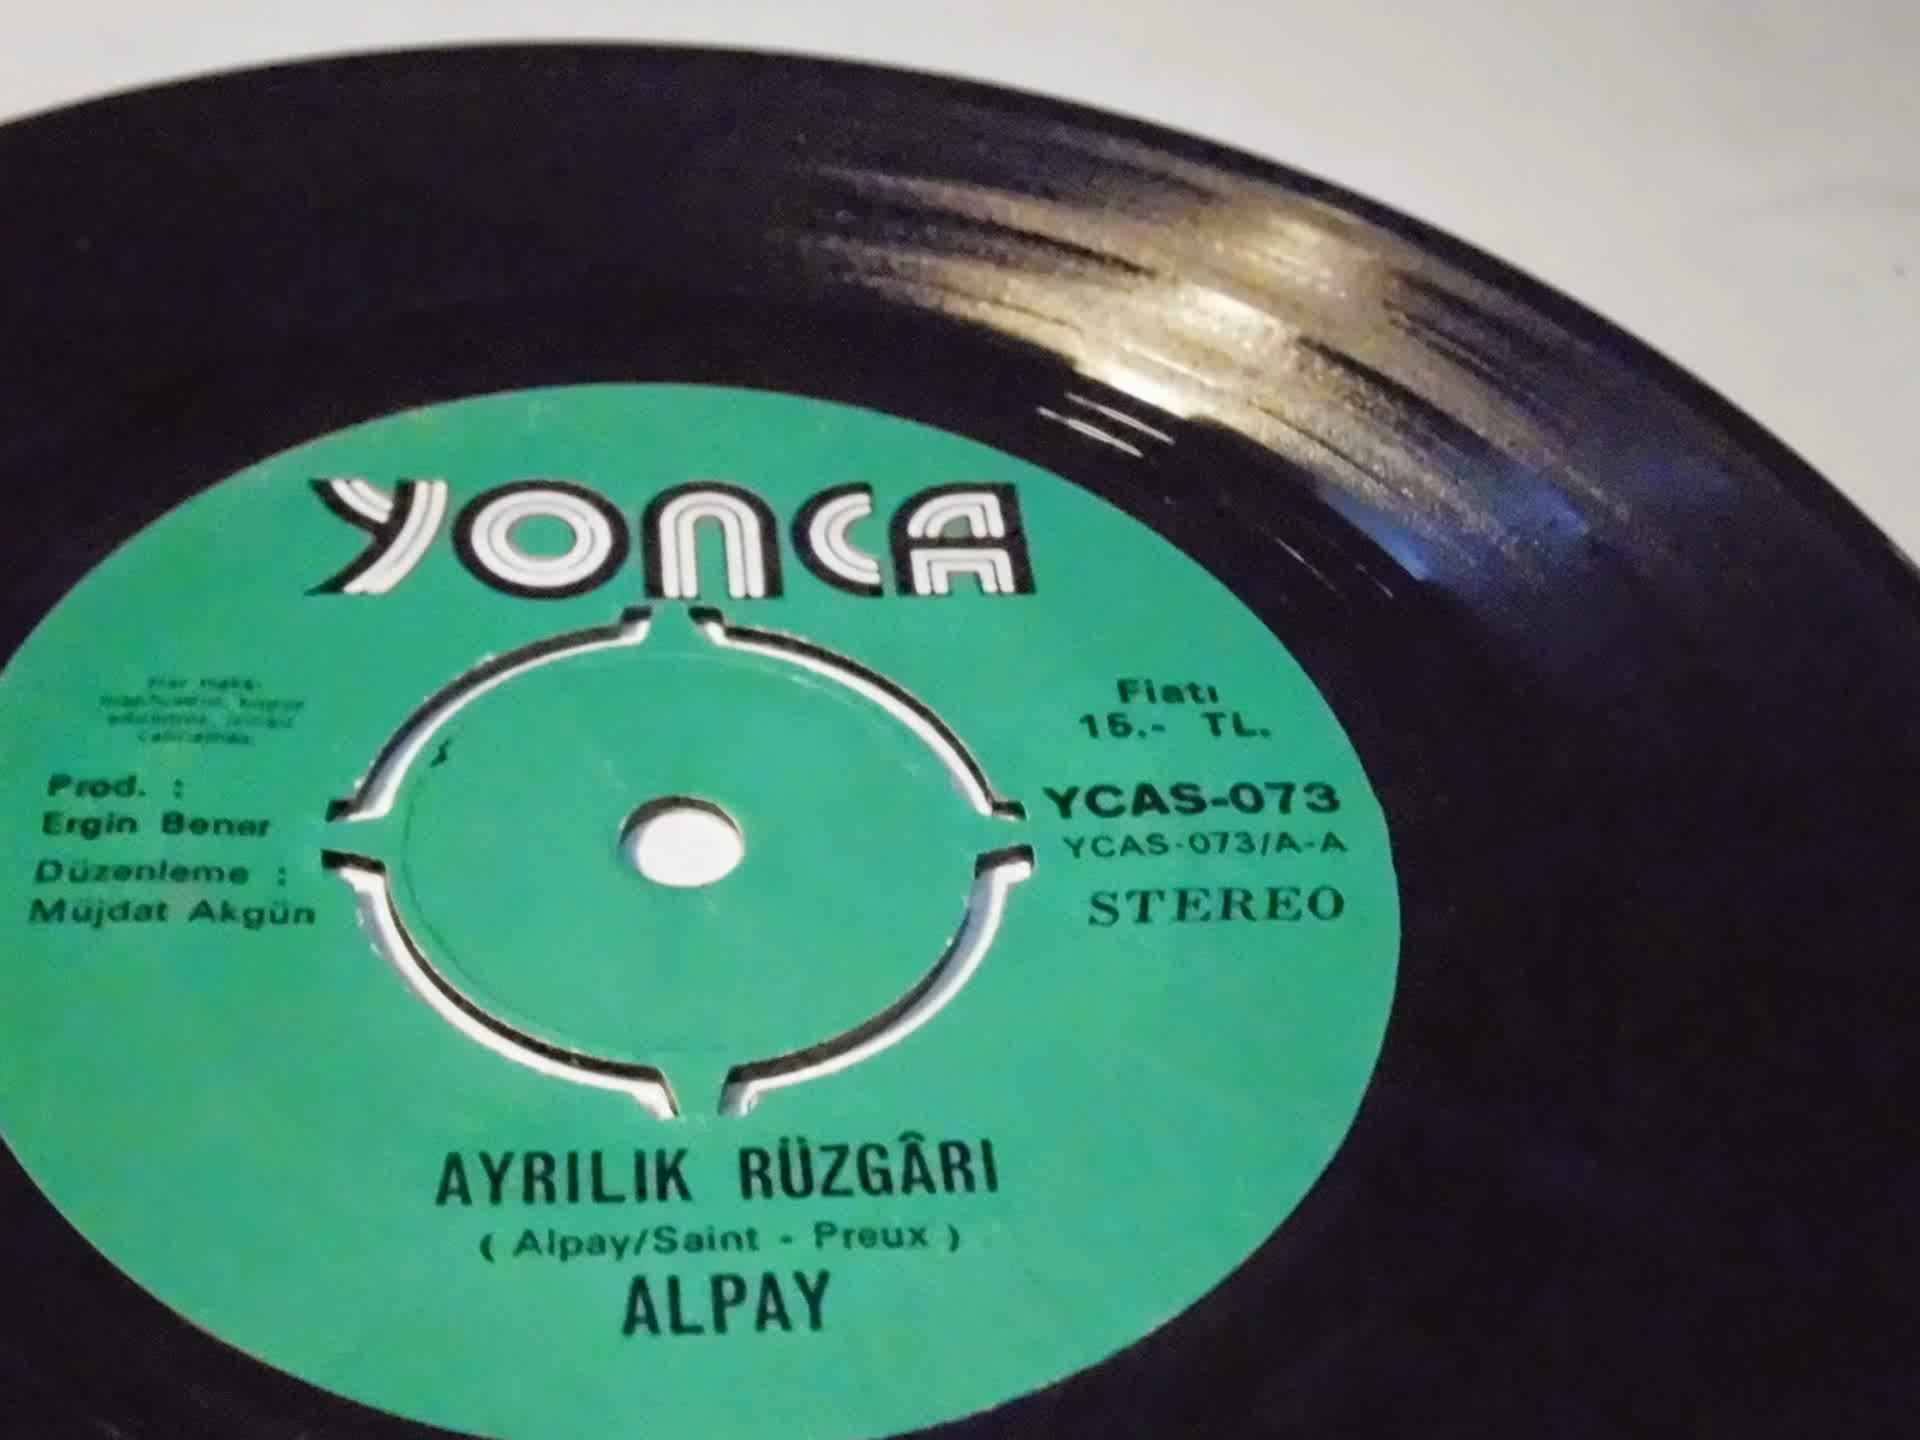 YONCA
Fiatı
15.- TL.
Prod. :
Ergin Bener
Düzenleme :
Müjdat Akgün
YCAS-073
YCAS-073/A-A
STEREO
AYRILIK RÜZGÂRI
( Alpay/Saint - Preux )
ALPAY